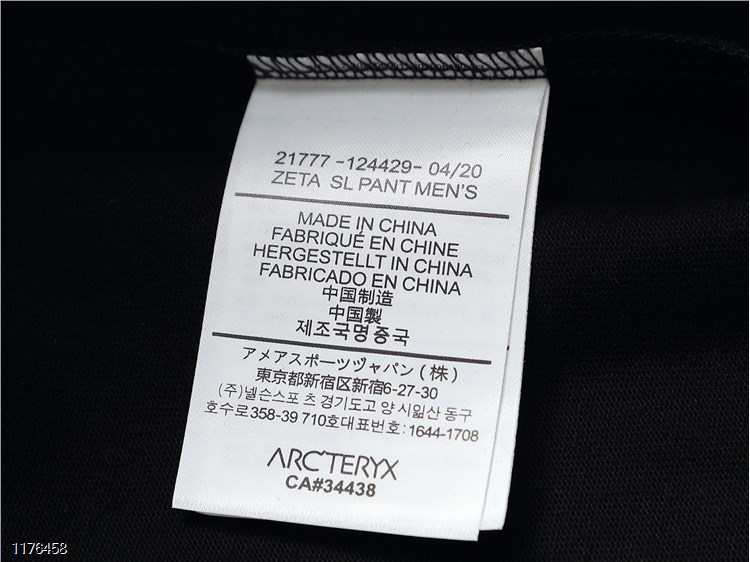 21777 -124429- 04/20
ZETA SL PANT MEN'S
MADE IN CHINA
FABRIQUÉ EN CHINE
HERGESTELLT IN CHINA
FABRICADO EN CHINA
中国制造
中国製
제조국명중국
アメアスポーツヅャパン(株)
東京都新宿区新宿6-27-30
(주)넬슨스포 츠 경기도고 양 시잂산 동구
호수로358-39 710호대표번호:1644-1708
ARC'TERYX
CA#34438
1176458